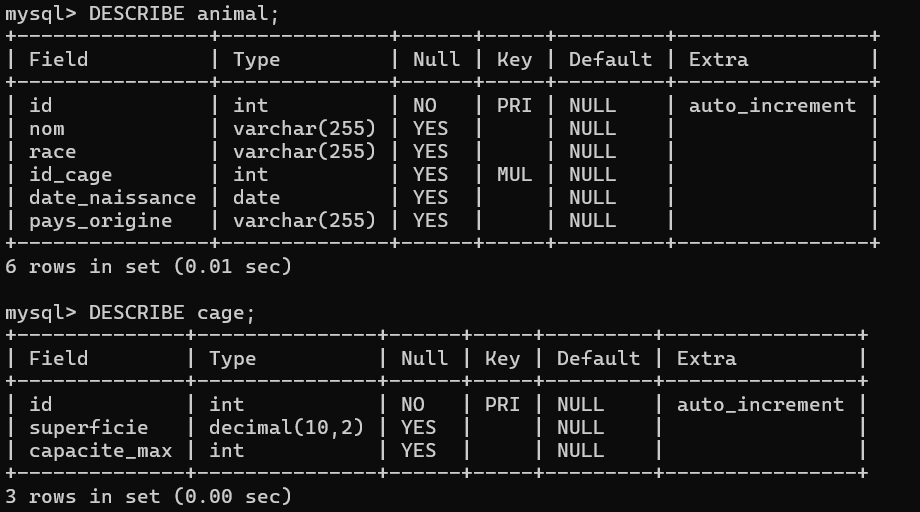 mysql> DESCRIBE animal;
+----------------+--------------+------+-----+---------+----------------+
| Field          | Type         | Null | Key | Default | Extra          |
+----------------+--------------+------+-----+---------+----------------+
| id             | int          | NO   | PRI | NULL    | auto_increment |
| nom            | varchar(255) | YES  |     | NULL    |                |
| race           | varchar(255) | YES  |     | NULL    |                |
| id_cage        | int          | YES  | MUL | NULL    |                |
| date_naissance | date         | YES  |     | NULL    |                |
| pays_origine   | varchar(255) | YES  |     | NULL    |                |
+----------------+--------------+------+-----+---------+----------------+
6 rows in set (0.01 sec)
mysql> DESCRIBE cage;
+--------------+---------------+------+-----+---------+----------------+
| Field        | Type          | Null | Key | Default | Extra          |
+--------------+---------------+------+-----+---------+----------------+
| id           | int           | NO   | PRI | NULL    | auto_increment |
| superficie   | decimal(10,2) | YES  |     | NULL    |                |
| capacite_max | int           | YES  |     | NULL    |                |
+--------------+---------------+------+-----+---------+----------------+
3 rows in set (0.00 sec)